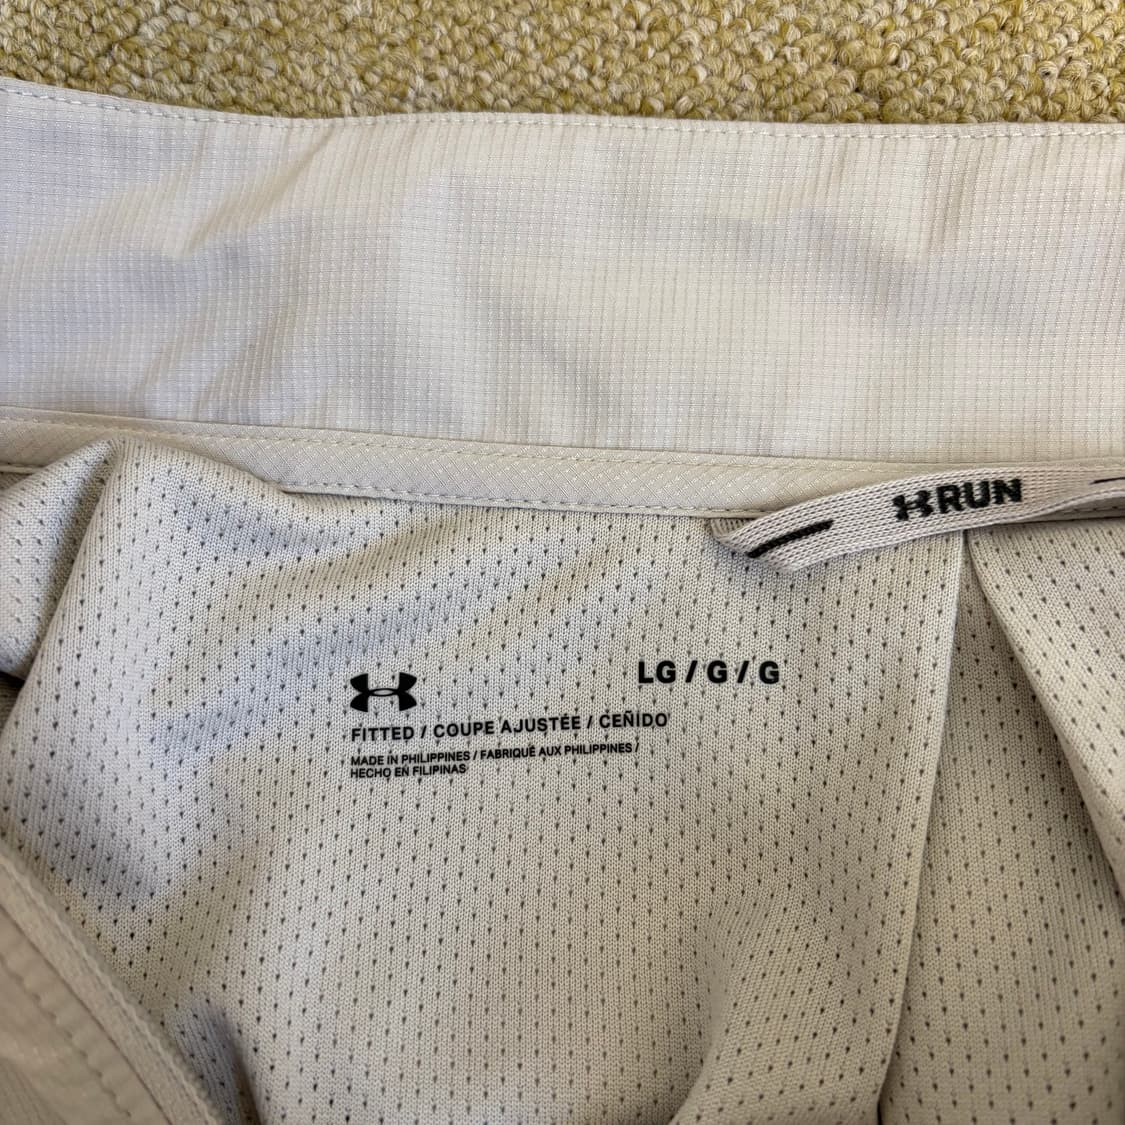 RUN
LG / G / G
FITTED / COUPE AJUSTÉE / CEÑIDO
MADE IN PHILIPPINES / FABRIQUÉ AUX PHILIPPINES /
HECHO EN FILIPINAS